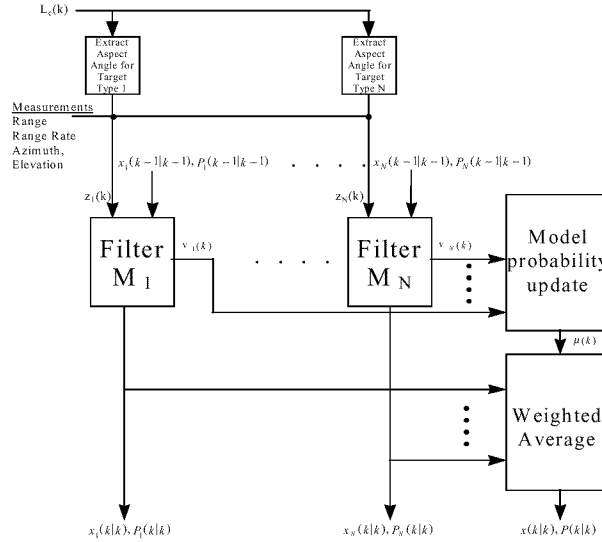 L_c(k)
Extract
Aspect
Angle for
Target
Type 1
Extract
Aspect
Angle for
Target
Type N
Measurements
Range
Range Rate
Azimuth,
Elevation
x_1(k-1|k-1), P_1(k-1|k-1)
. . . .
x_N(k-1|k-1), P_N(k-1|k-1)
z_1(k)
z_N(k)
Filter
M_1
v_1(k)
. . . .
Filter
M_N
v_N(k)
Model
probability
update
μ(k)
Weighted
Average
x_1(k|k), P_1(k|k)
x_N(k|k), P_N(k|k)
x(k|k), P(k|k)